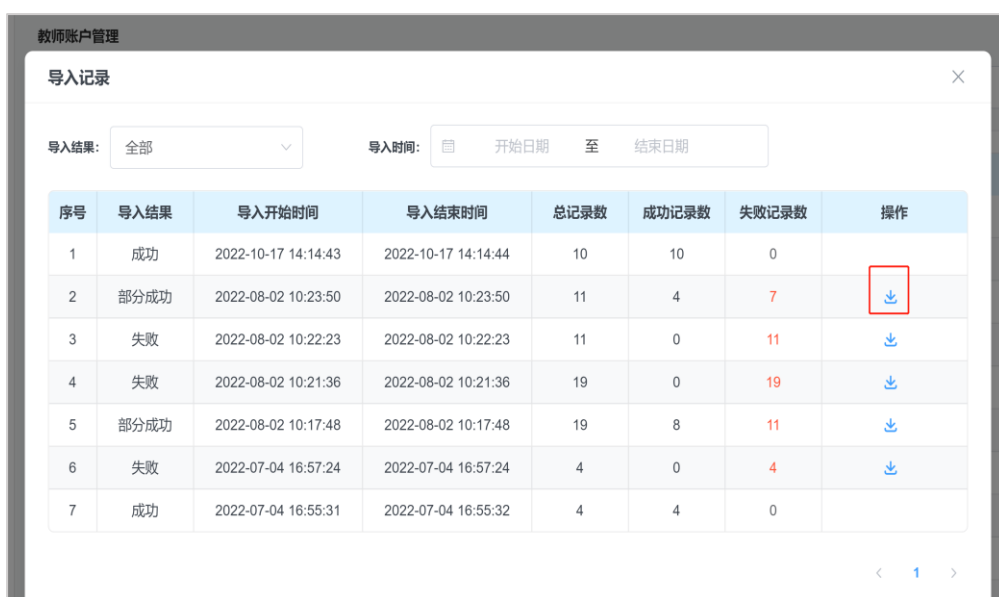 教师账户管理
导入记录
导入结果: 全部 导入时间: 开始日期 至 结束日期
序号 导入结果 导入开始时间 导入结束时间 总记录数 成功记录数 失败记录数 操作
1 成功 2022-10-17 14:14:43 2022-10-17 14:14:44 10 10 0
2 部分成功 2022-08-02 10:23:50 2022-08-02 10:23:50 11 4 7
3 失败 2022-08-02 10:22:23 2022-08-02 10:22:23 11 0 11
4 失败 2022-08-02 10:21:36 2022-08-02 10:21:36 19 0 19
5 部分成功 2022-08-02 10:17:48 2022-08-02 10:17:48 19 8 11
6 失败 2022-07-04 16:57:24 2022-07-04 16:57:24 4 0 4
7 成功 2022-07-04 16:55:31 2022-07-04 16:55:32 4 4 0
1